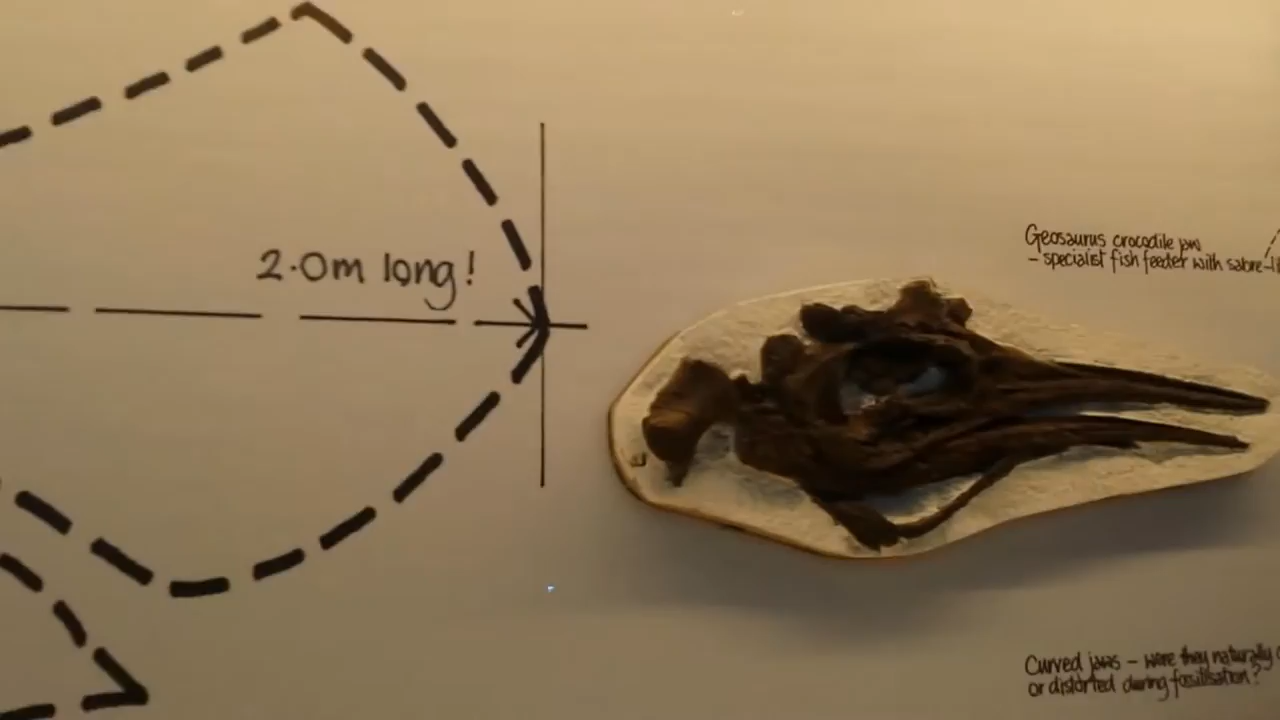 2.0m long!
Geosaurus crocodile jaw
- specialist fish feeder with sabre-li
Curved jaws - were they naturally
or distorted during fossilisation?